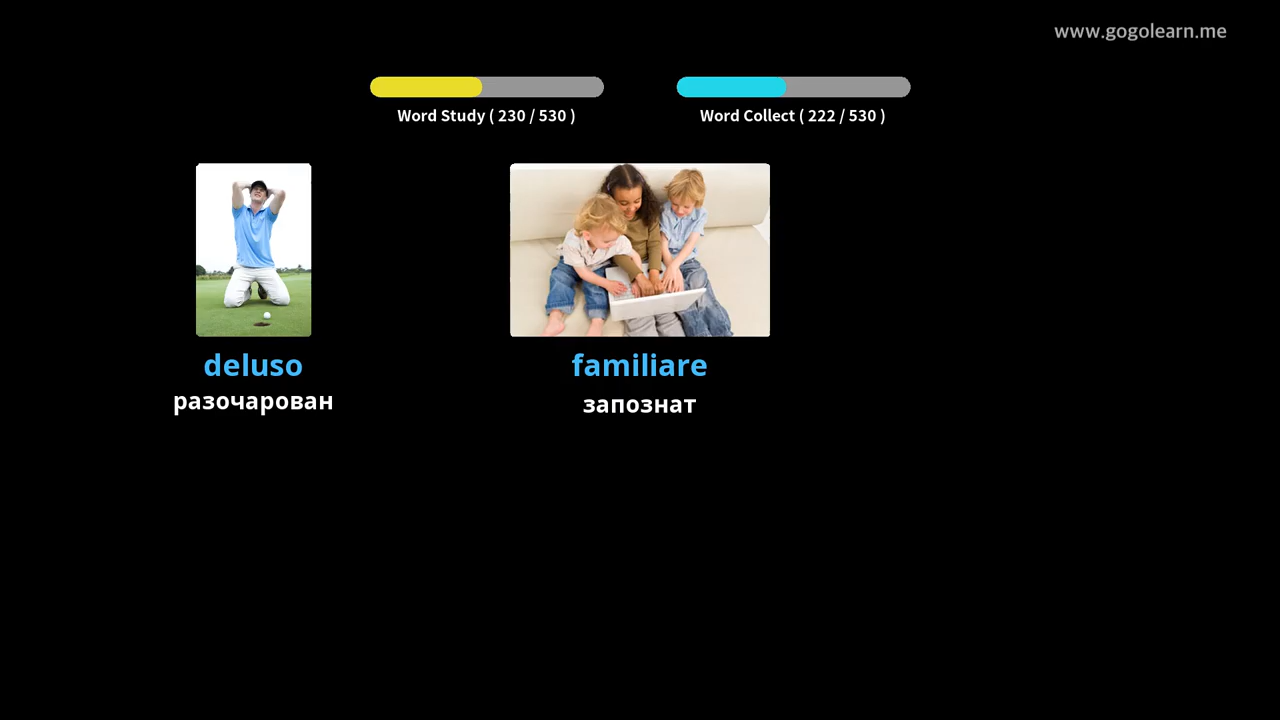 www.gogolearn.me
Word Study ( 230 / 530 )
Word Collect ( 222 / 530 )
deluso
разочарован
familiare
запознат